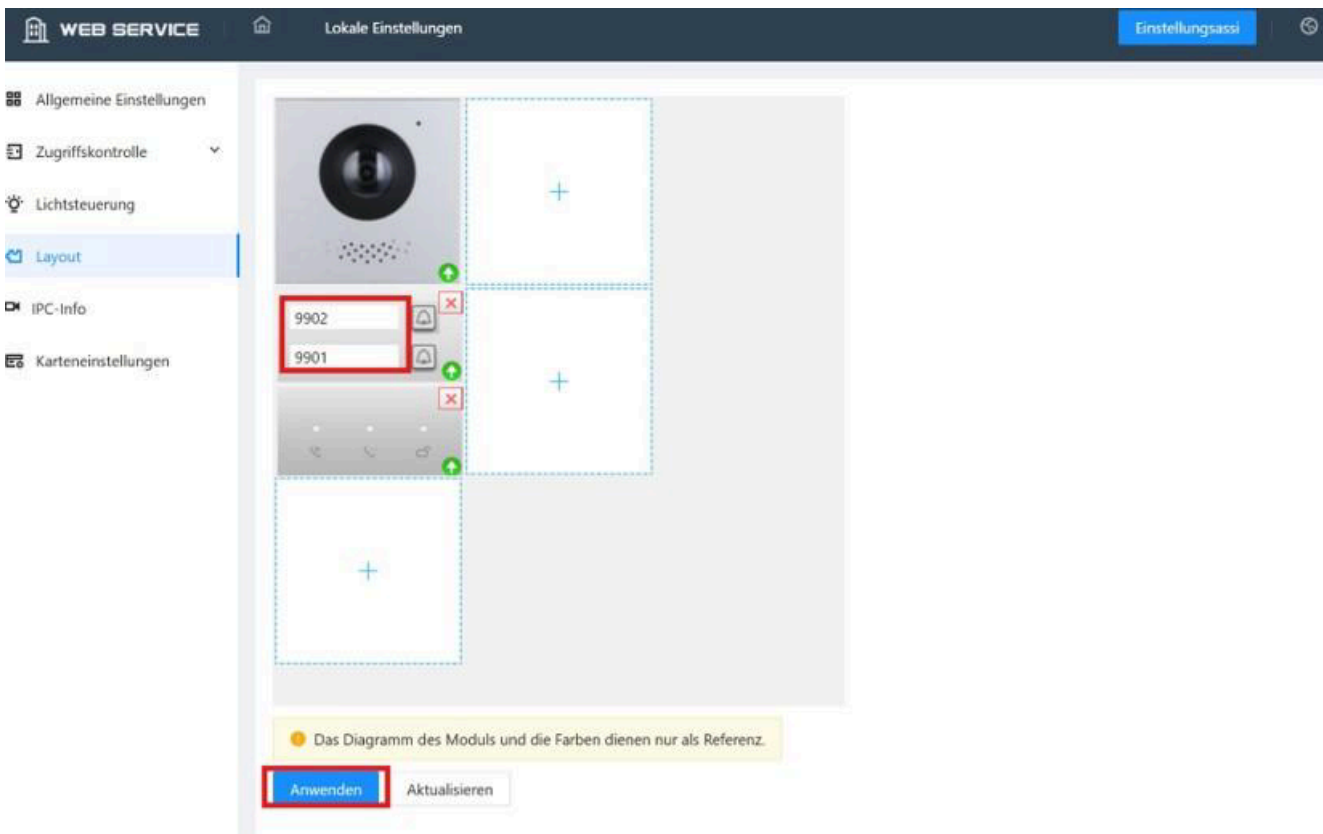 WEB SERVICE
Lokale Einstellungen
Einstellungsassi
Allgemeine Einstellungen
Zugriffskontrolle
Lichtsteuerung
Layout
IPC-Info
Karteneinstellungen
9902
9901
Das Diagramm des Moduls und die Farben dienen nur als Referenz.
Anwenden
Aktualisieren